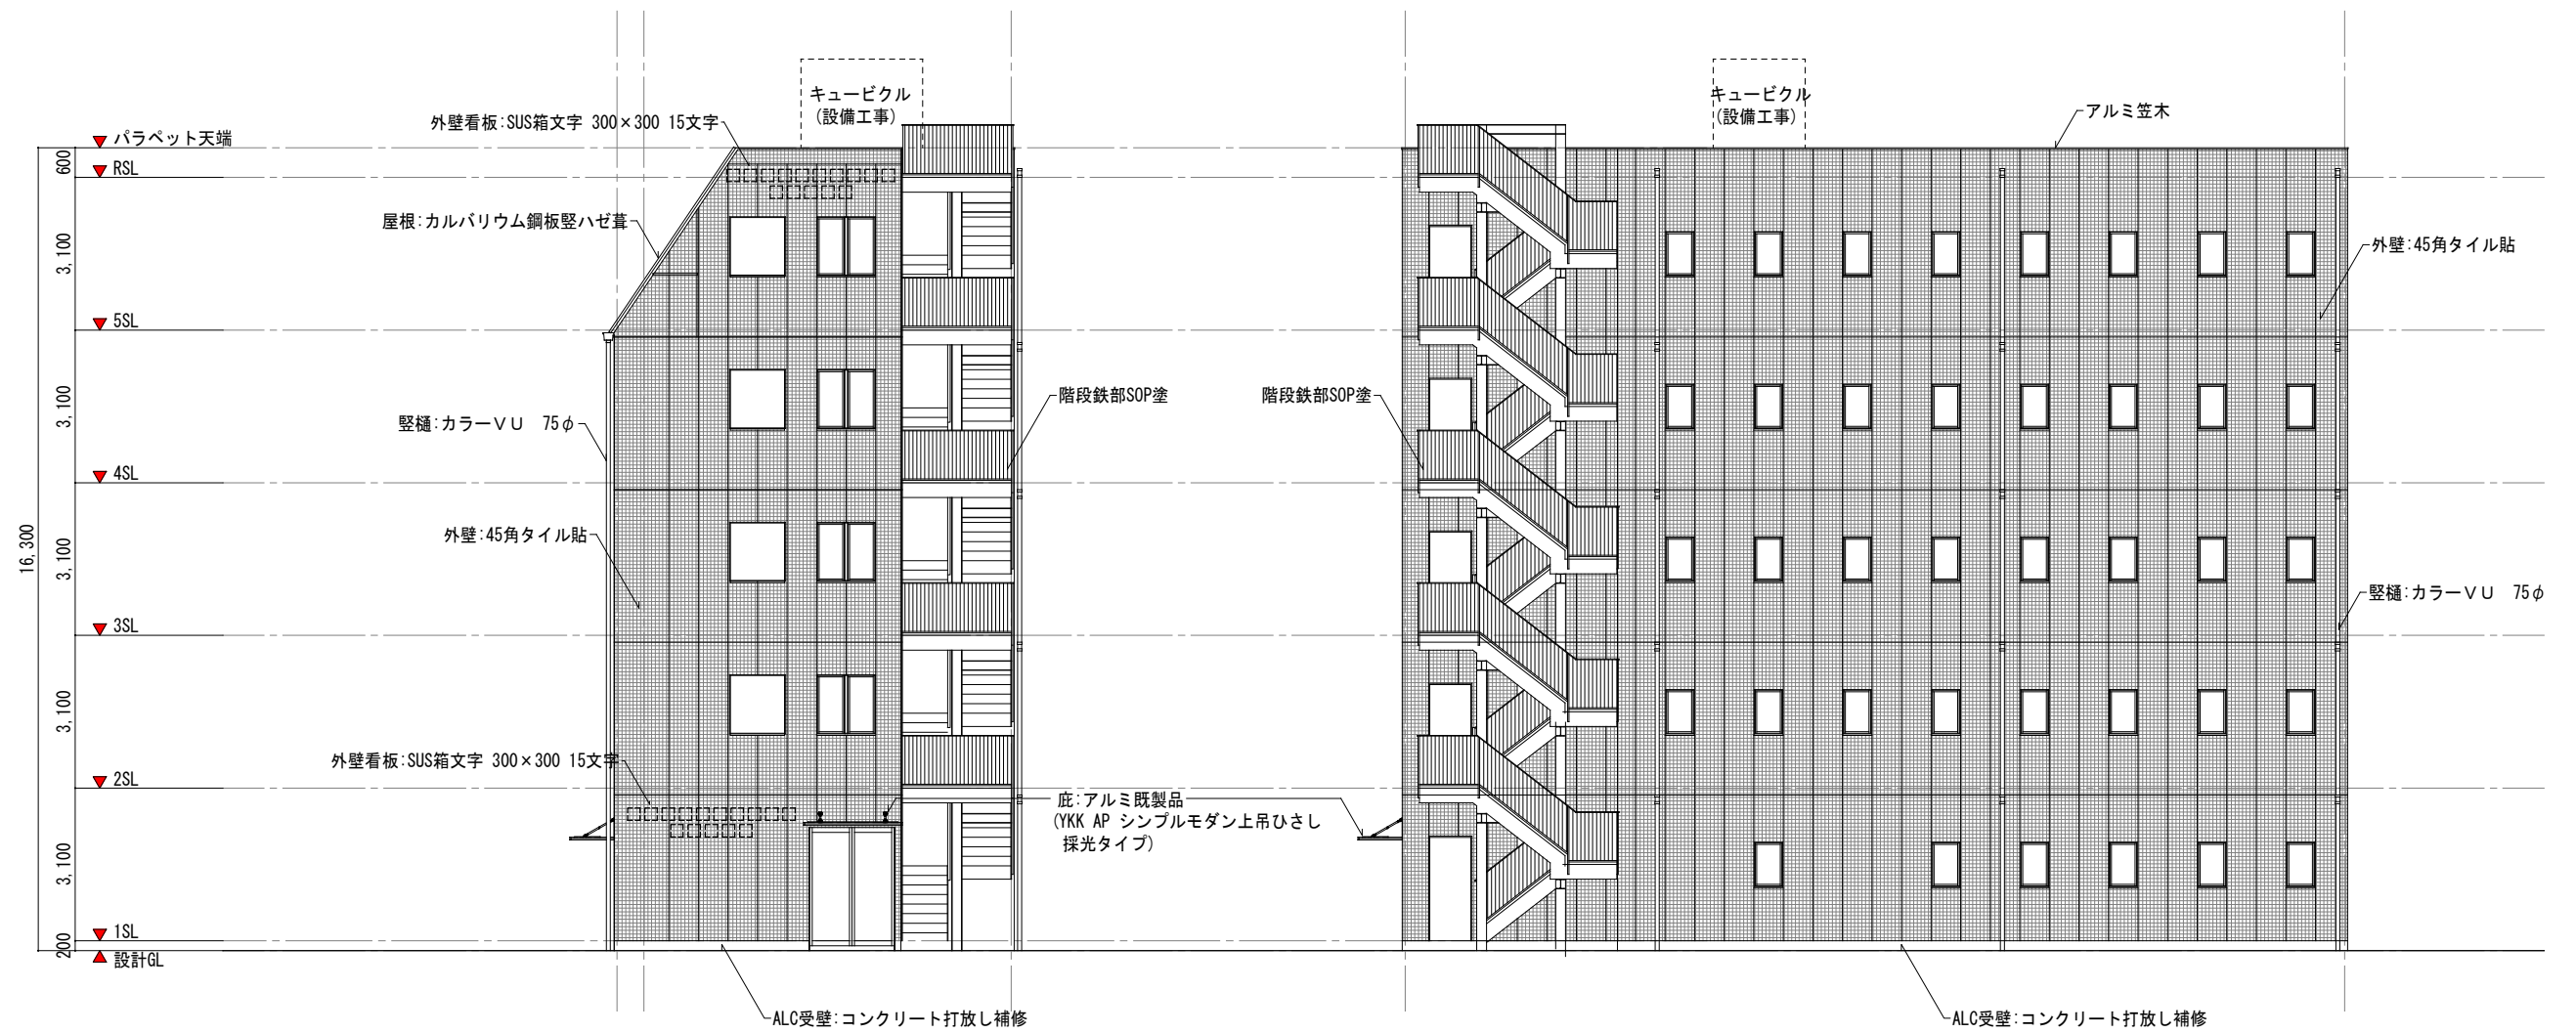 キュービクル
(設備工事)
キュービクル
(設備工事)
外壁看板:SUS箱文字 300×300 15文字
アルミ笠木
パラペット天端
600
RSL
屋根:カルバリウム鋼板竪ハゼ葺
3,100
外壁:45角タイル貼
5SL
3,100
階段鉄部SOP塗
階段鉄部SOP塗
竪樋:カラーVU 75φ
4SL
16,300
3,100
外壁:45角タイル貼
竪樋:カラーVU 75φ
3SL
3,100
外壁看板:SUS箱文字 300×300 15文字
2SL
庇:アルミ既製品
(YKK AP シンプルモダン上吊ひさし
採光タイプ)
3,100
1SL
200
設計GL
ALC受壁:コンクリート打放し補修
ALC受壁:コンクリート打放し補修